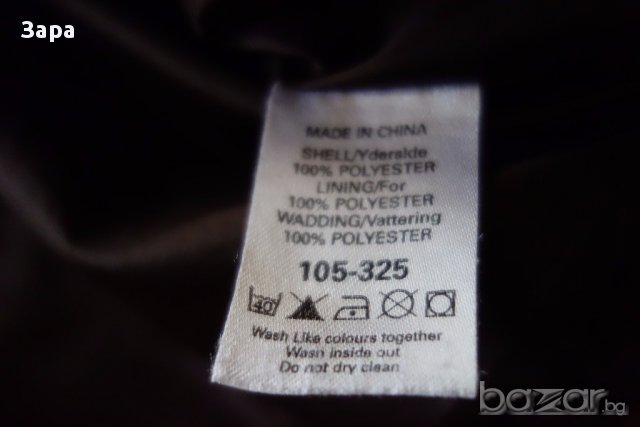 Зара
MADE IN CHINA
SHELL/Yderside
100% POLYESTER
LINING/For
100% POLYESTER
WADDING/Vattering
100% POLYESTER
105-325
40
Wash Like colours together
Wash inside out
Do not dry clean
bazar.bg